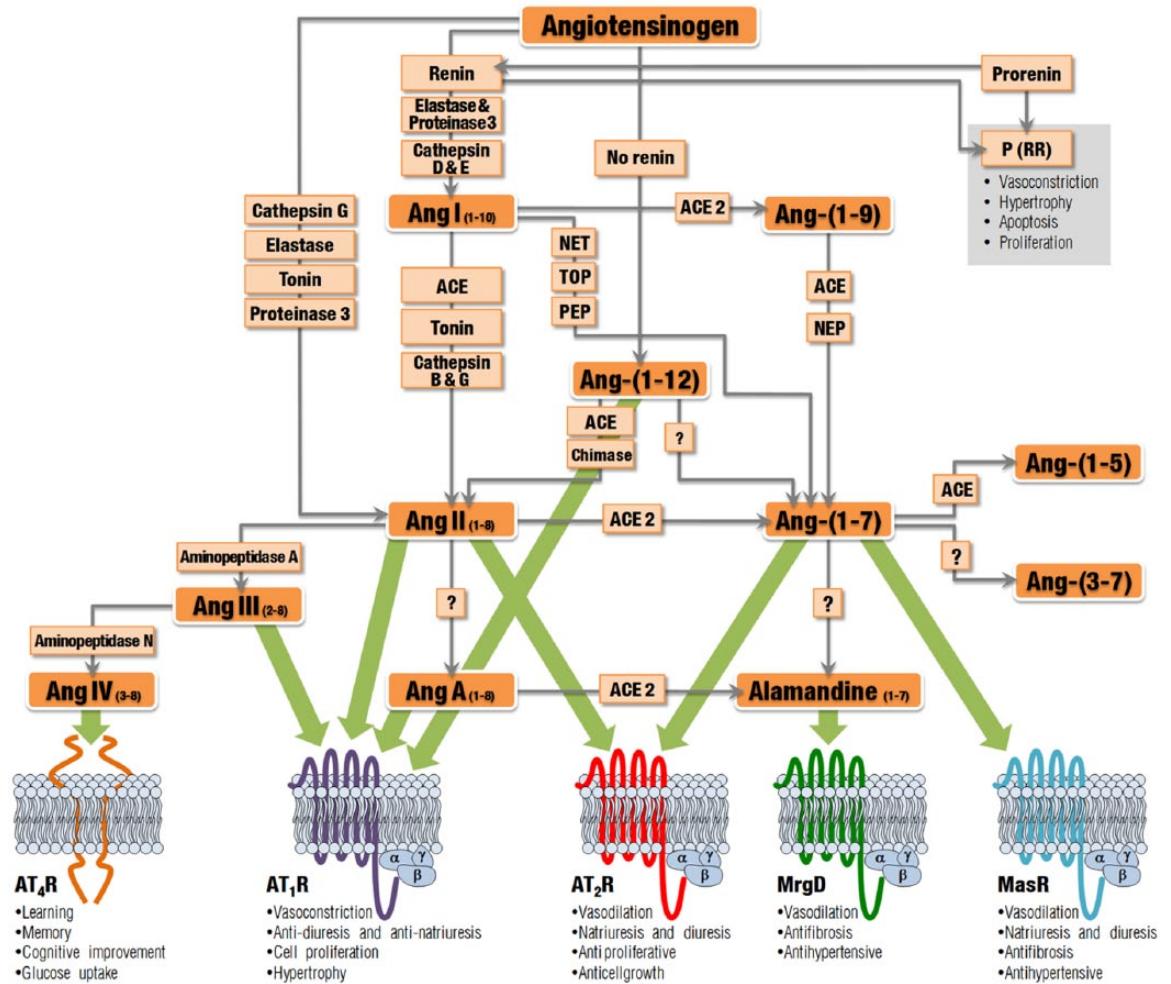 Angiotensinogen
Renin
Prorenin
Elastase &
Proteinase 3
Cathepsin
D & E
No renin
P (RR)
• Vasoconstriction
• Hypertrophy
• Apoptosis
• Proliferation
Cathepsin G
Elastase
Tonin
Proteinase 3
Ang I (1-10)
ACE 2
Ang-(1-9)
NET
TOP
PEP
ACE
Tonin
Cathepsin
B & G
ACE
NEP
Ang-(1-12)
ACE
Chimase
?
Ang-(1-5)
ACE
Ang II (1-8)
ACE 2
Ang-(1-7)
?
Ang-(3-7)
Aminopeptidase A
Ang III (2-8)
?
?
Aminopeptidase N
Ang IV (3-8)
Ang A (1-8)
ACE 2
Alamandine (1-7)
α γ
β
α γ
β
α γ
β
α γ
β
AT4R
•Learning
•Memory
•Cognitive improvement
•Glucose uptake
AT1R
•Vasoconstriction
•Anti-diuresis and anti-natriuresis
•Cell proliferation
•Hypertrophy
AT2R
•Vasodilation
•Natriuresis and diuresis
•Anti proliferative
•Anticellgrowth
MrgD
•Vasodilation
•Antifibrosis
•Antihypertensive
MasR
•Vasodilation
•Natriuresis and diuresis
•Antifibrosis
•Antihypertensive